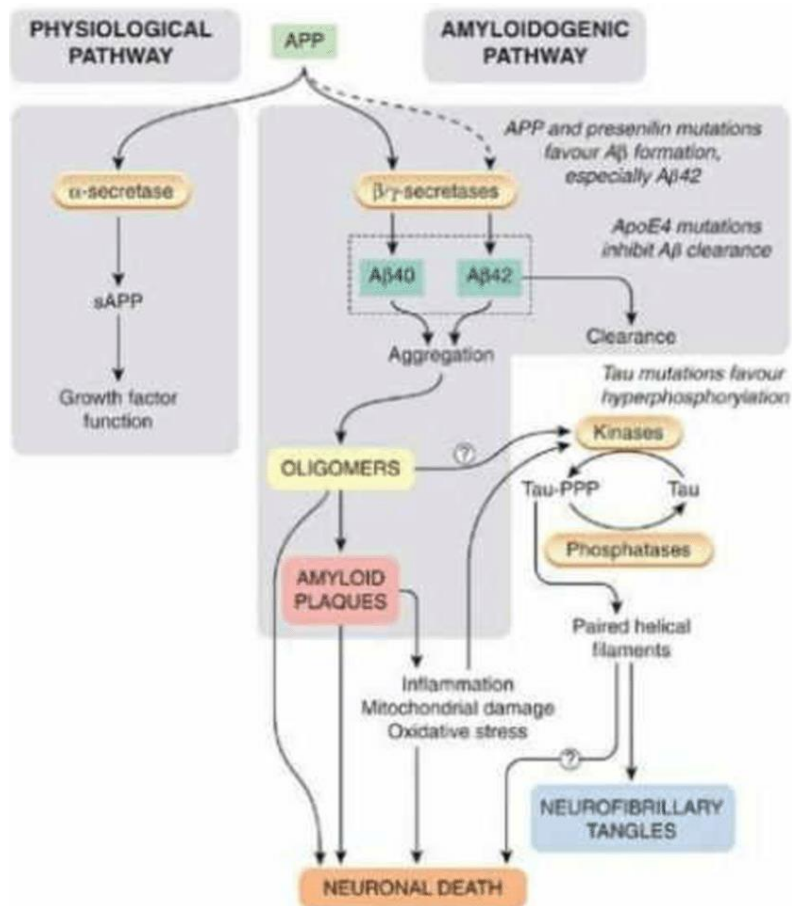 PHYSIOLOGICAL
PATHWAY
APP
AMYLOIDOGENIC
PATHWAY
APP and presenilin mutations
favour Aβ formation,
especially Aβ42
α-secretase
β/γ-secretases
ApoE4 mutations
inhibit Aβ clearance
Aβ40
Aβ42
sAPP
Clearance
Aggregation
Growth factor
function
Tau mutations favour
hyperphosphorylation
Kinases
?
OLIGOMERS
Tau-PPP
Tau
Phosphatases
AMYLOID
PLAQUES
Paired helical
filaments
Inflammation
Mitochondrial damage
Oxidative stress
?
NEUROFIBRILLARY
TANGLES
NEURONAL DEATH